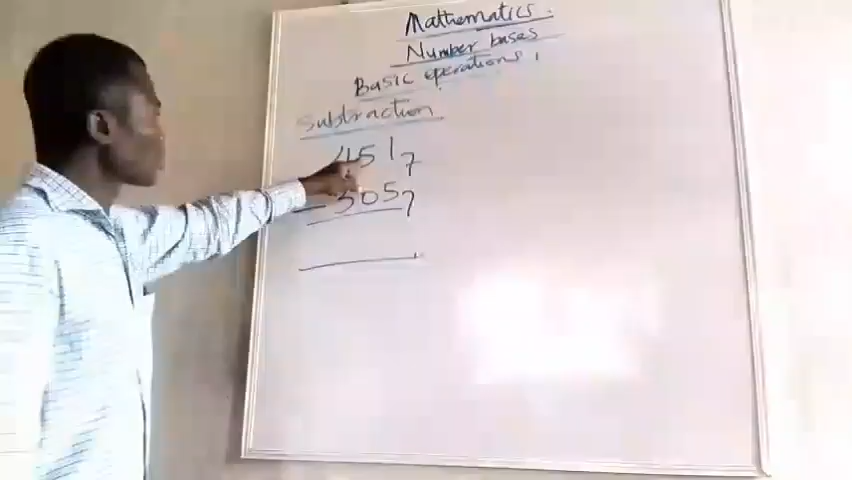 Mathematics.
Number bases
Basic operations,
Subtraction
451₇
- 305₇